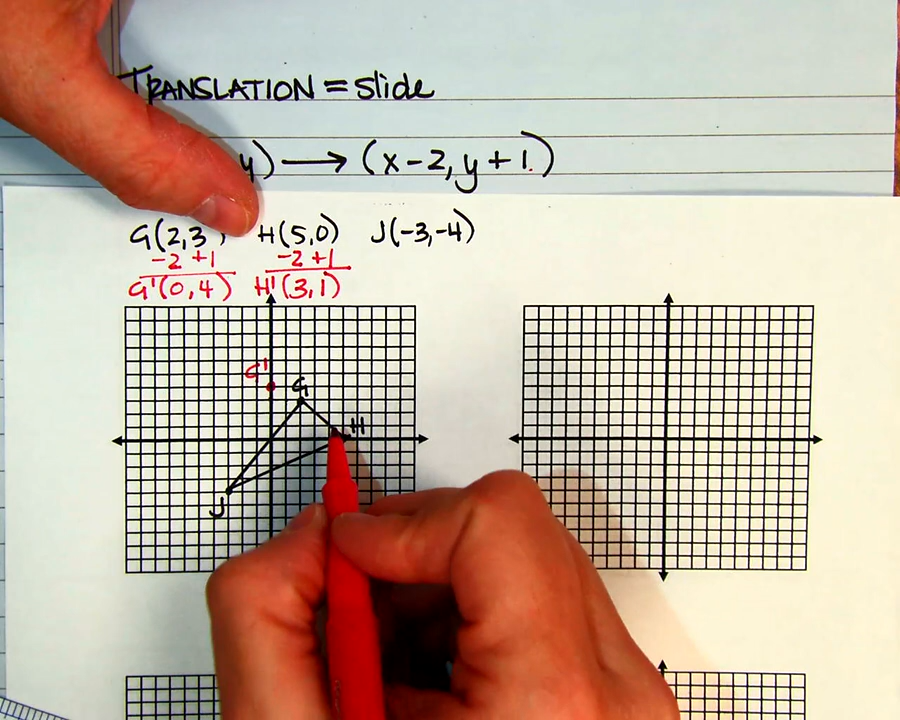 TRANSLATION = slide
y) → (x-2, y+1)
G(2,3) H(5,0) J(-3,-4)
-2 +1 -2 +1
G'(0,4) H'(3,1)
G'
G
H
J